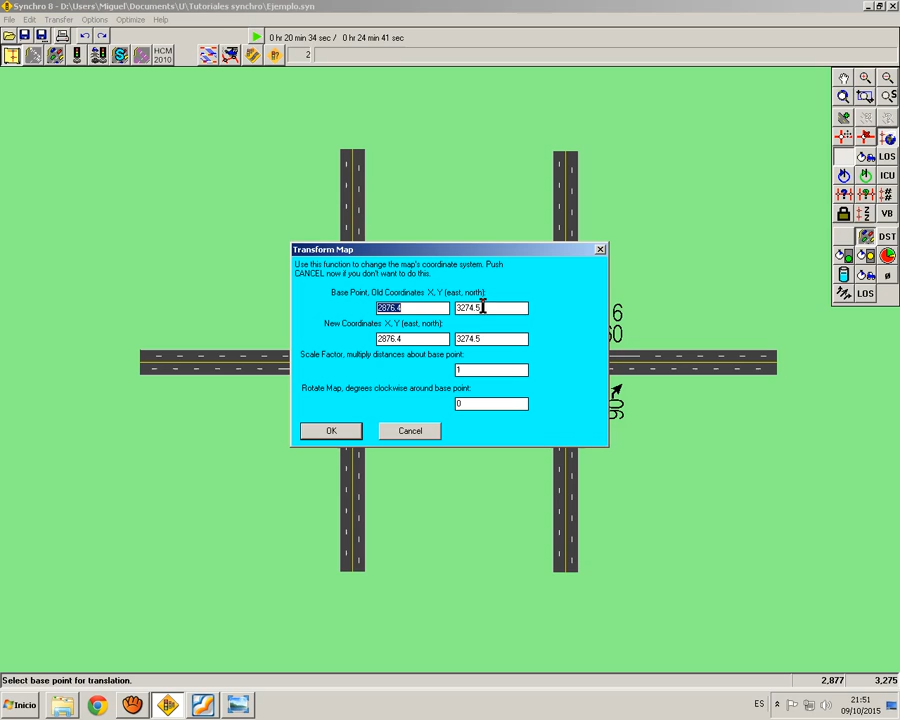 Synchro 8 - D:\Users\Miguel\Documents\U\Tutoriales synchro\Ejemplo.syn
File Edit Transfer Options Optimize Help
0 hr 20 min 34 sec / 0 hr 24 min 41 sec
HCM
2010
2
S
LOS
ICU
VB
DST
LOS
Transform Map
Use this function to change the map's coordinate system. Push
CANCEL now if you don't want to do this.
Base Point, Old Coordinates X, Y (east, north):
2876.4 3274.5
New Coordinates X, Y (east, north):
2876.4 3274.5
Scale Factor, multiply distances about base point:
1
Rotate Map, degrees clockwise around base point:
0
OK Cancel
Select base point for translation.
2,877 3,275
Inicio
ES
21:51
09/10/2015